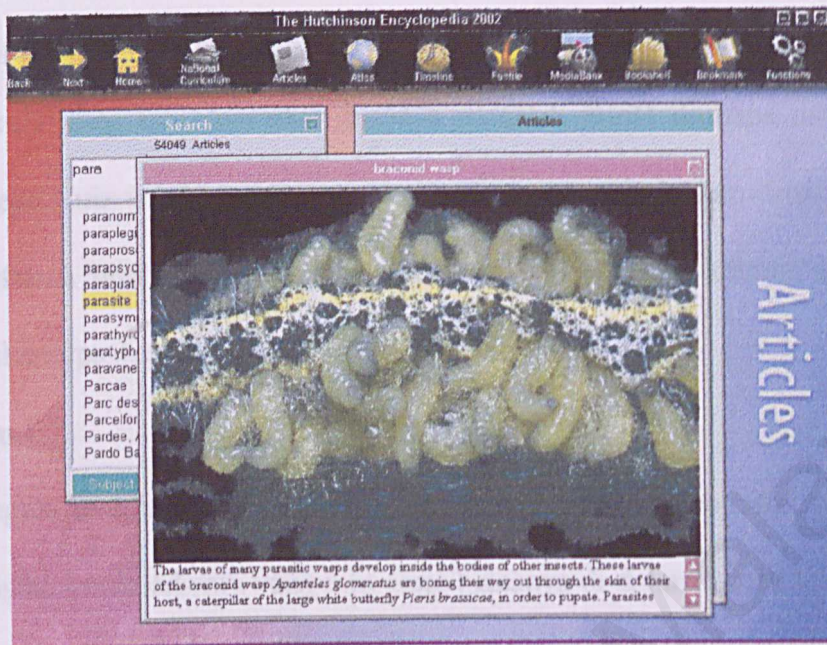 The Hutchinson Encyclopedia 2002
Back
Next
Home
National Curriculum
Articles
Atlas
Timeline
MediaBank
Bookshelf
Bookmark
Functions
Search
54049 Articles
para
paranorm
paraplegi
parapros
parapsyc
paraquat
parasite
parasym
parathyro
paratyph
paravane
Parcae
Parc des
Parcelfor
Pardee, A
Pardo Ba
Subject
Articles
braconid wasp
The larvae of many parasitic wasps develop inside the bodies of other insects. These larvae
of the braconid wasp Apanteles glomeratus are boring their way out through the skin of their
host, a caterpillar of the large white butterfly Pieris brassicae, in order to pupate. Parasites
Articles